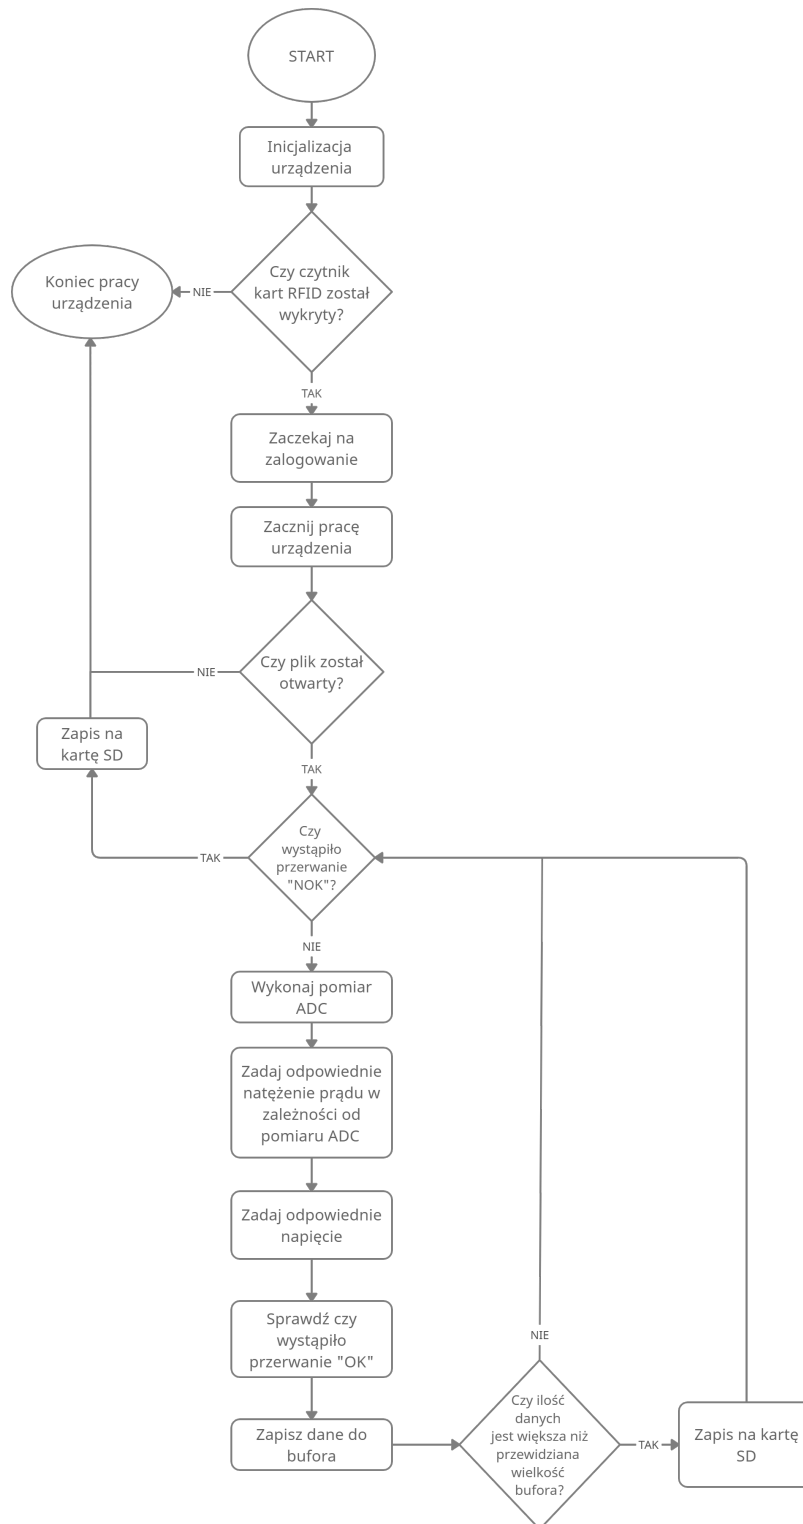 START
Inicjalizacja
urządzenia
Czy czytnik
kart RFID został
wykryty?
NIE
Koniec pracy
urządzenia
TAK
Zaczekaj na
zalogowanie
Zacznij pracę
urządzenia
Czy plik został
otwarty?
NIE
Zapis na
kartę SD
TAK
Czy
wystąpiło
przerwanie
"NOK"?
TAK
NIE
Wykonaj pomiar
ADC
Zadaj odpowiednie
natężenie prądu w
zależności od
pomiaru ADC
Zadaj odpowiednie
napięcie
Sprawdź czy
wystąpiło
przerwanie "OK"
Zapisz dane do
bufora
NIE
Czy ilość
danych
jest większa niż
przewidziana
wielkość
bufora?
TAK
Zapis na kartę
SD